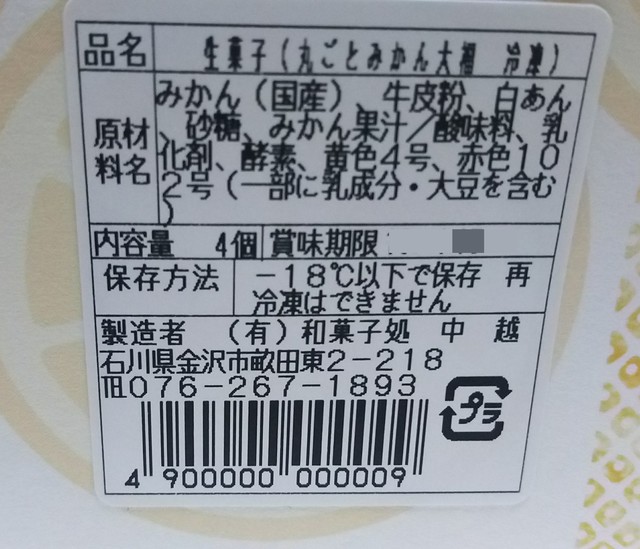 品名 生菓子(丸ごとみかん大福 冷凍)
原材料名 みかん(国産)、牛皮粉、白あん
、砂糖、みかん果汁/酸味料、乳
化剤、酵素、黄色4号、赤色10
2号(一部に乳成分・大豆を含む
)
内容量 4個 賞味期限
保存方法 -18℃以下で保存 再
冷凍はできません
製造者 (有)和菓子処 中 越
石川県金沢市畝田東2-218
℡076-267-1893
プラ
4 900000 000009